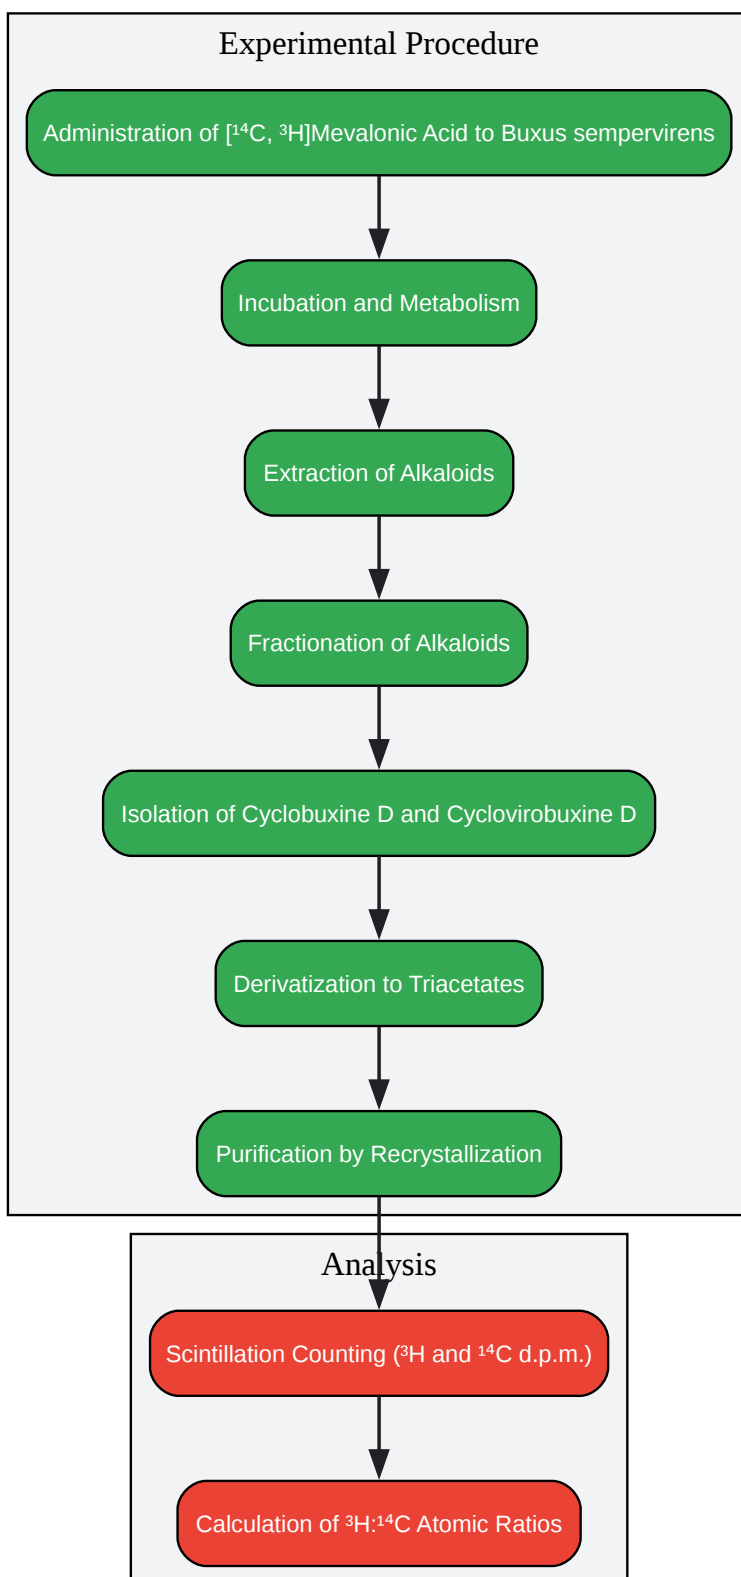 Experimental Procedure
Administration of [¹⁴C, ³H]Mevalonic Acid to Buxus sempervirens
Incubation and Metabolism
Extraction of Alkaloids
Fractionation of Alkaloids
Isolation of Cyclobuxine D and Cyclovirobuxine D
Derivatization to Triacetates
Purification by Recrystallization
Analysis
Scintillation Counting (³H and ¹⁴C d.p.m.)
Calculation of ³H:¹⁴C Atomic Ratios